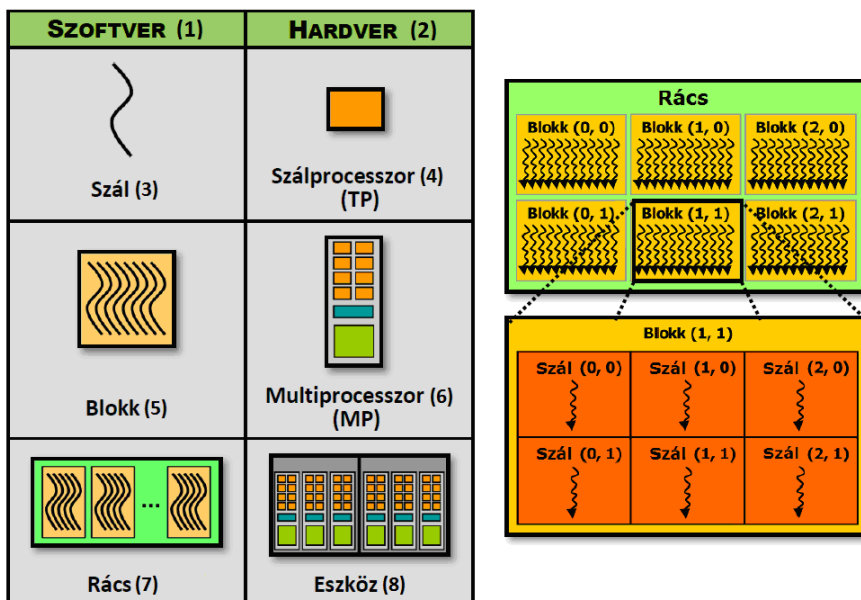 SZOFTVER (1)
HARDVER (2)
Szál (3)
Szálprocesszor (4)
(TP)
Blokk (5)
Multiprocesszor (6)
(MP)
...
Rács (7)
Eszköz (8)
Rács
Blokk (0, 0)
Blokk (1, 0)
Blokk (2, 0)
Blokk (0, 1)
Blokk (1, 1)
Blokk (2, 1)
Blokk (1, 1)
Szál (0, 0)
Szál (1, 0)
Szál (2, 0)
Szál (0, 1)
Szál (1, 1)
Szál (2, 1)